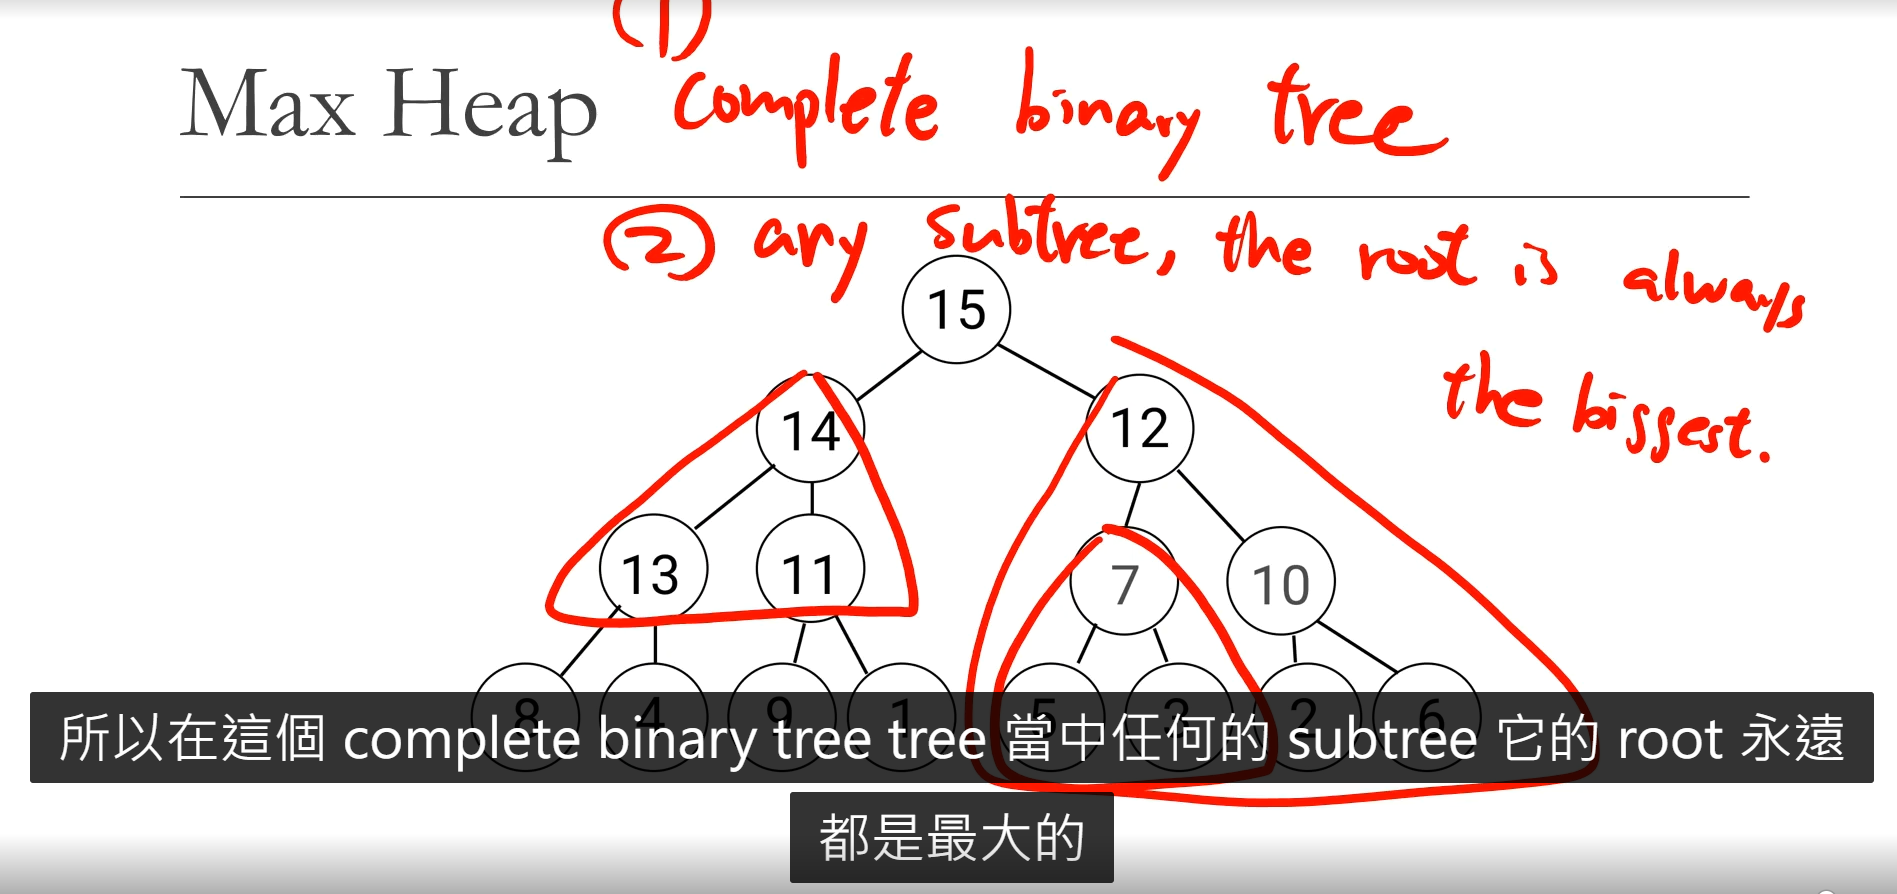 (1)
Max Heap complete binary tree
② any subtree, the root is always
the biggest.
15
14 12
13 11 7 10
8 4 9 1 5 3 2 6
所以在這個 complete binary tree tree 當中任何的 subtree 它的 root 永遠
都是最大的